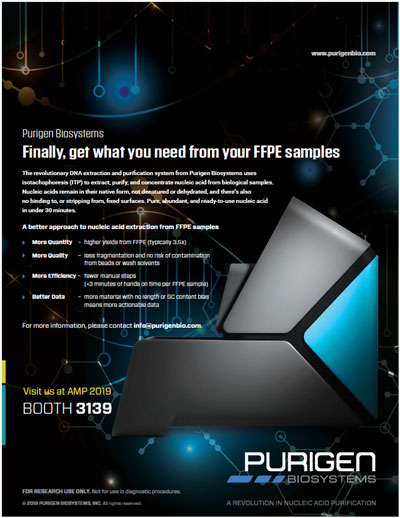 www.purigenbio.com
Purigen Biosystems
Finally, get what you need from your FFPE samples
The revolutionary DNA extraction and purification system from Purigen Biosystems uses
isotachophoresis (ITP) to extract, purify, and concentrate nucleic acid from biological samples.
Nucleic acids remain in their native form, not denatured or dehydrated, and there's also
no binding to, or stripping from, fixed surfaces. Pure, abundant, and ready-to-use nucleic acid
in under 30 minutes.
A better approach to nucleic acid extraction from FFPE samples
More Quantity – higher yields from FFPE (typically 3.5x)
More Quality – less fragmentation and no risk of contamination
from beads or wash solvents
More Efficiency – fewer manual steps
(<3 minutes of hands on time per FFPE sample)
Better Data – more material with no length or GC content bias
means more actionable data
For more information, please contact info@purigenbio.com.
Visit us at AMP 2019
BOOTH 3139
PURIGEN
BIOSYSTEMS
FOR RESEARCH USE ONLY. Not for use in diagnostic procedures.
© 2019 PURIGEN BIOSYSTEMS, INC. All rights reserved.
A REVOLUTION IN NUCLEIC ACID PURIFICATION